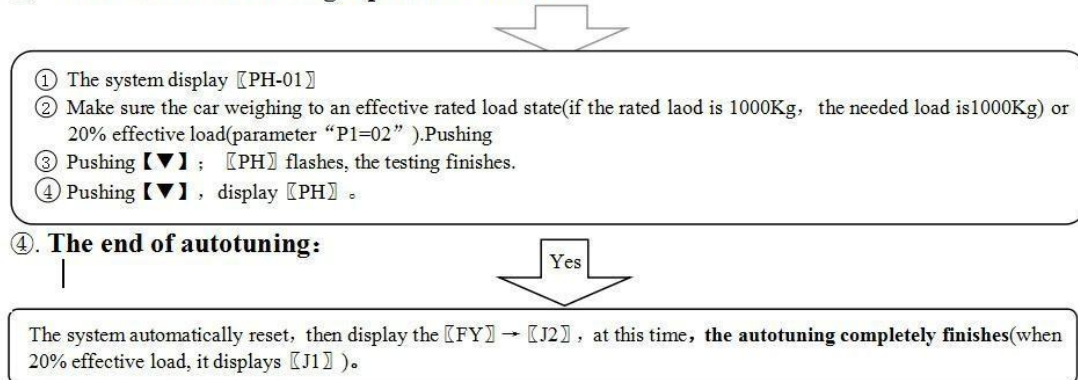 ① The system display〖PH-01〗
② Make sure the car weighing to an effective rated load state(if the rated laod is 1000Kg，the needed load is1000Kg) or
20% effective load(parameter “P1=02”).Pushing
③ Pushing【▼】；〖PH〗flashes, the testing finishes.
④ Pushing【▼】，display〖PH〗。
④. The end of autotuning：
Yes
The system automatically reset，then display the〖FY〗→〖J2〗，at this time，the autotuning completely finishes(when
20% effective load, it displays〖J1〗)。